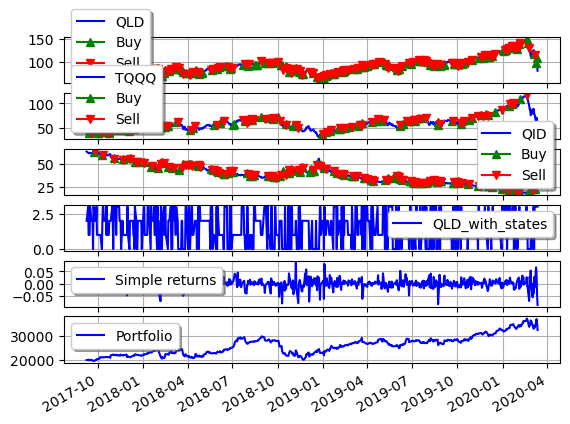 QLD
Buy
Sell
150
100
TQQQ
Buy
Sell
100
50
QID
Buy
Sell
50
25
QLD_with_states
2.5
0.0
Simple returns
0.05
0.00
−0.05
Portfolio
30000
20000
2017-10
2018-01
2018-04
2018-07
2018-10
2019-01
2019-04
2019-07
2019-10
2020-01
2020-04